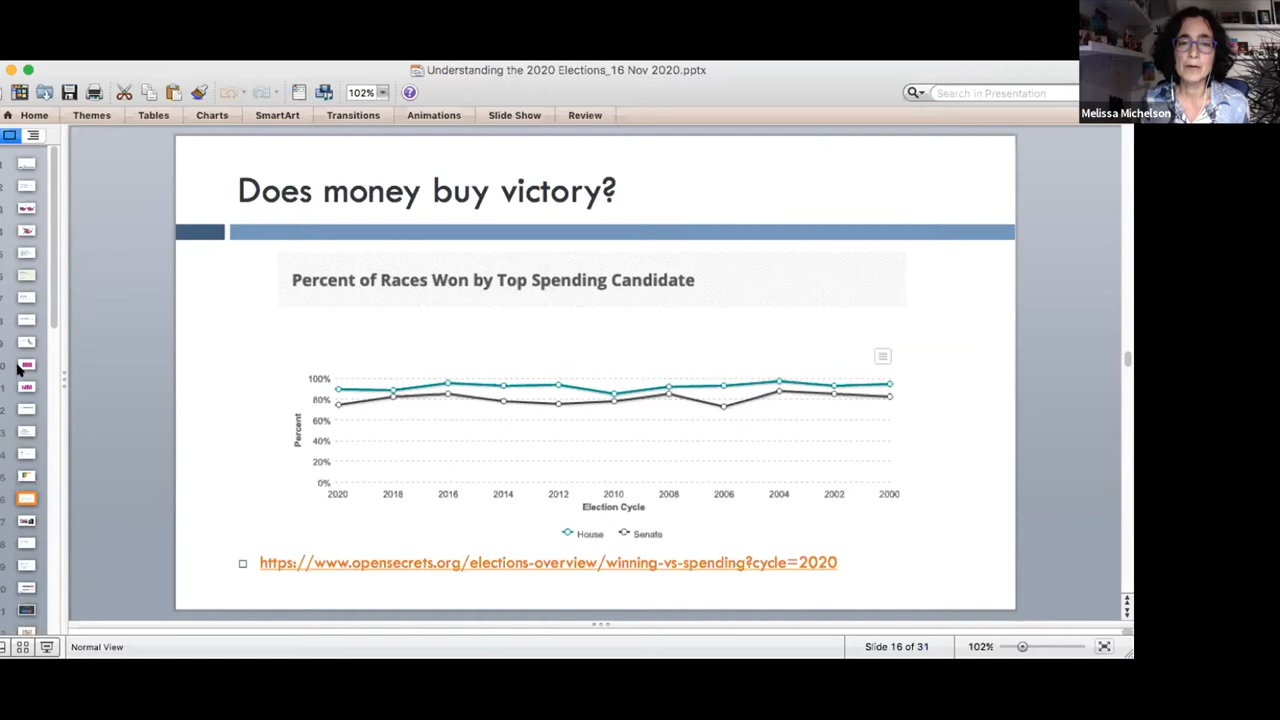 Melissa Michelson
Understanding the 2020 Elections_16 Nov 2020.pptx
102%
Search in Presentation
Home Themes Tables Charts SmartArt Transitions Animations Slide Show Review
Does money buy victory?
Percent of Races Won by Top Spending Candidate
100%
80%
60%
40%
20%
0%
Percent
2020 2018 2016 2014 2012 2010 2008 2006 2004 2002 2000
Election Cycle
House Senate
https://www.opensecrets.org/elections-overview/winning-vs-spending?cycle=2020
Normal View
Slide 16 of 31
102%